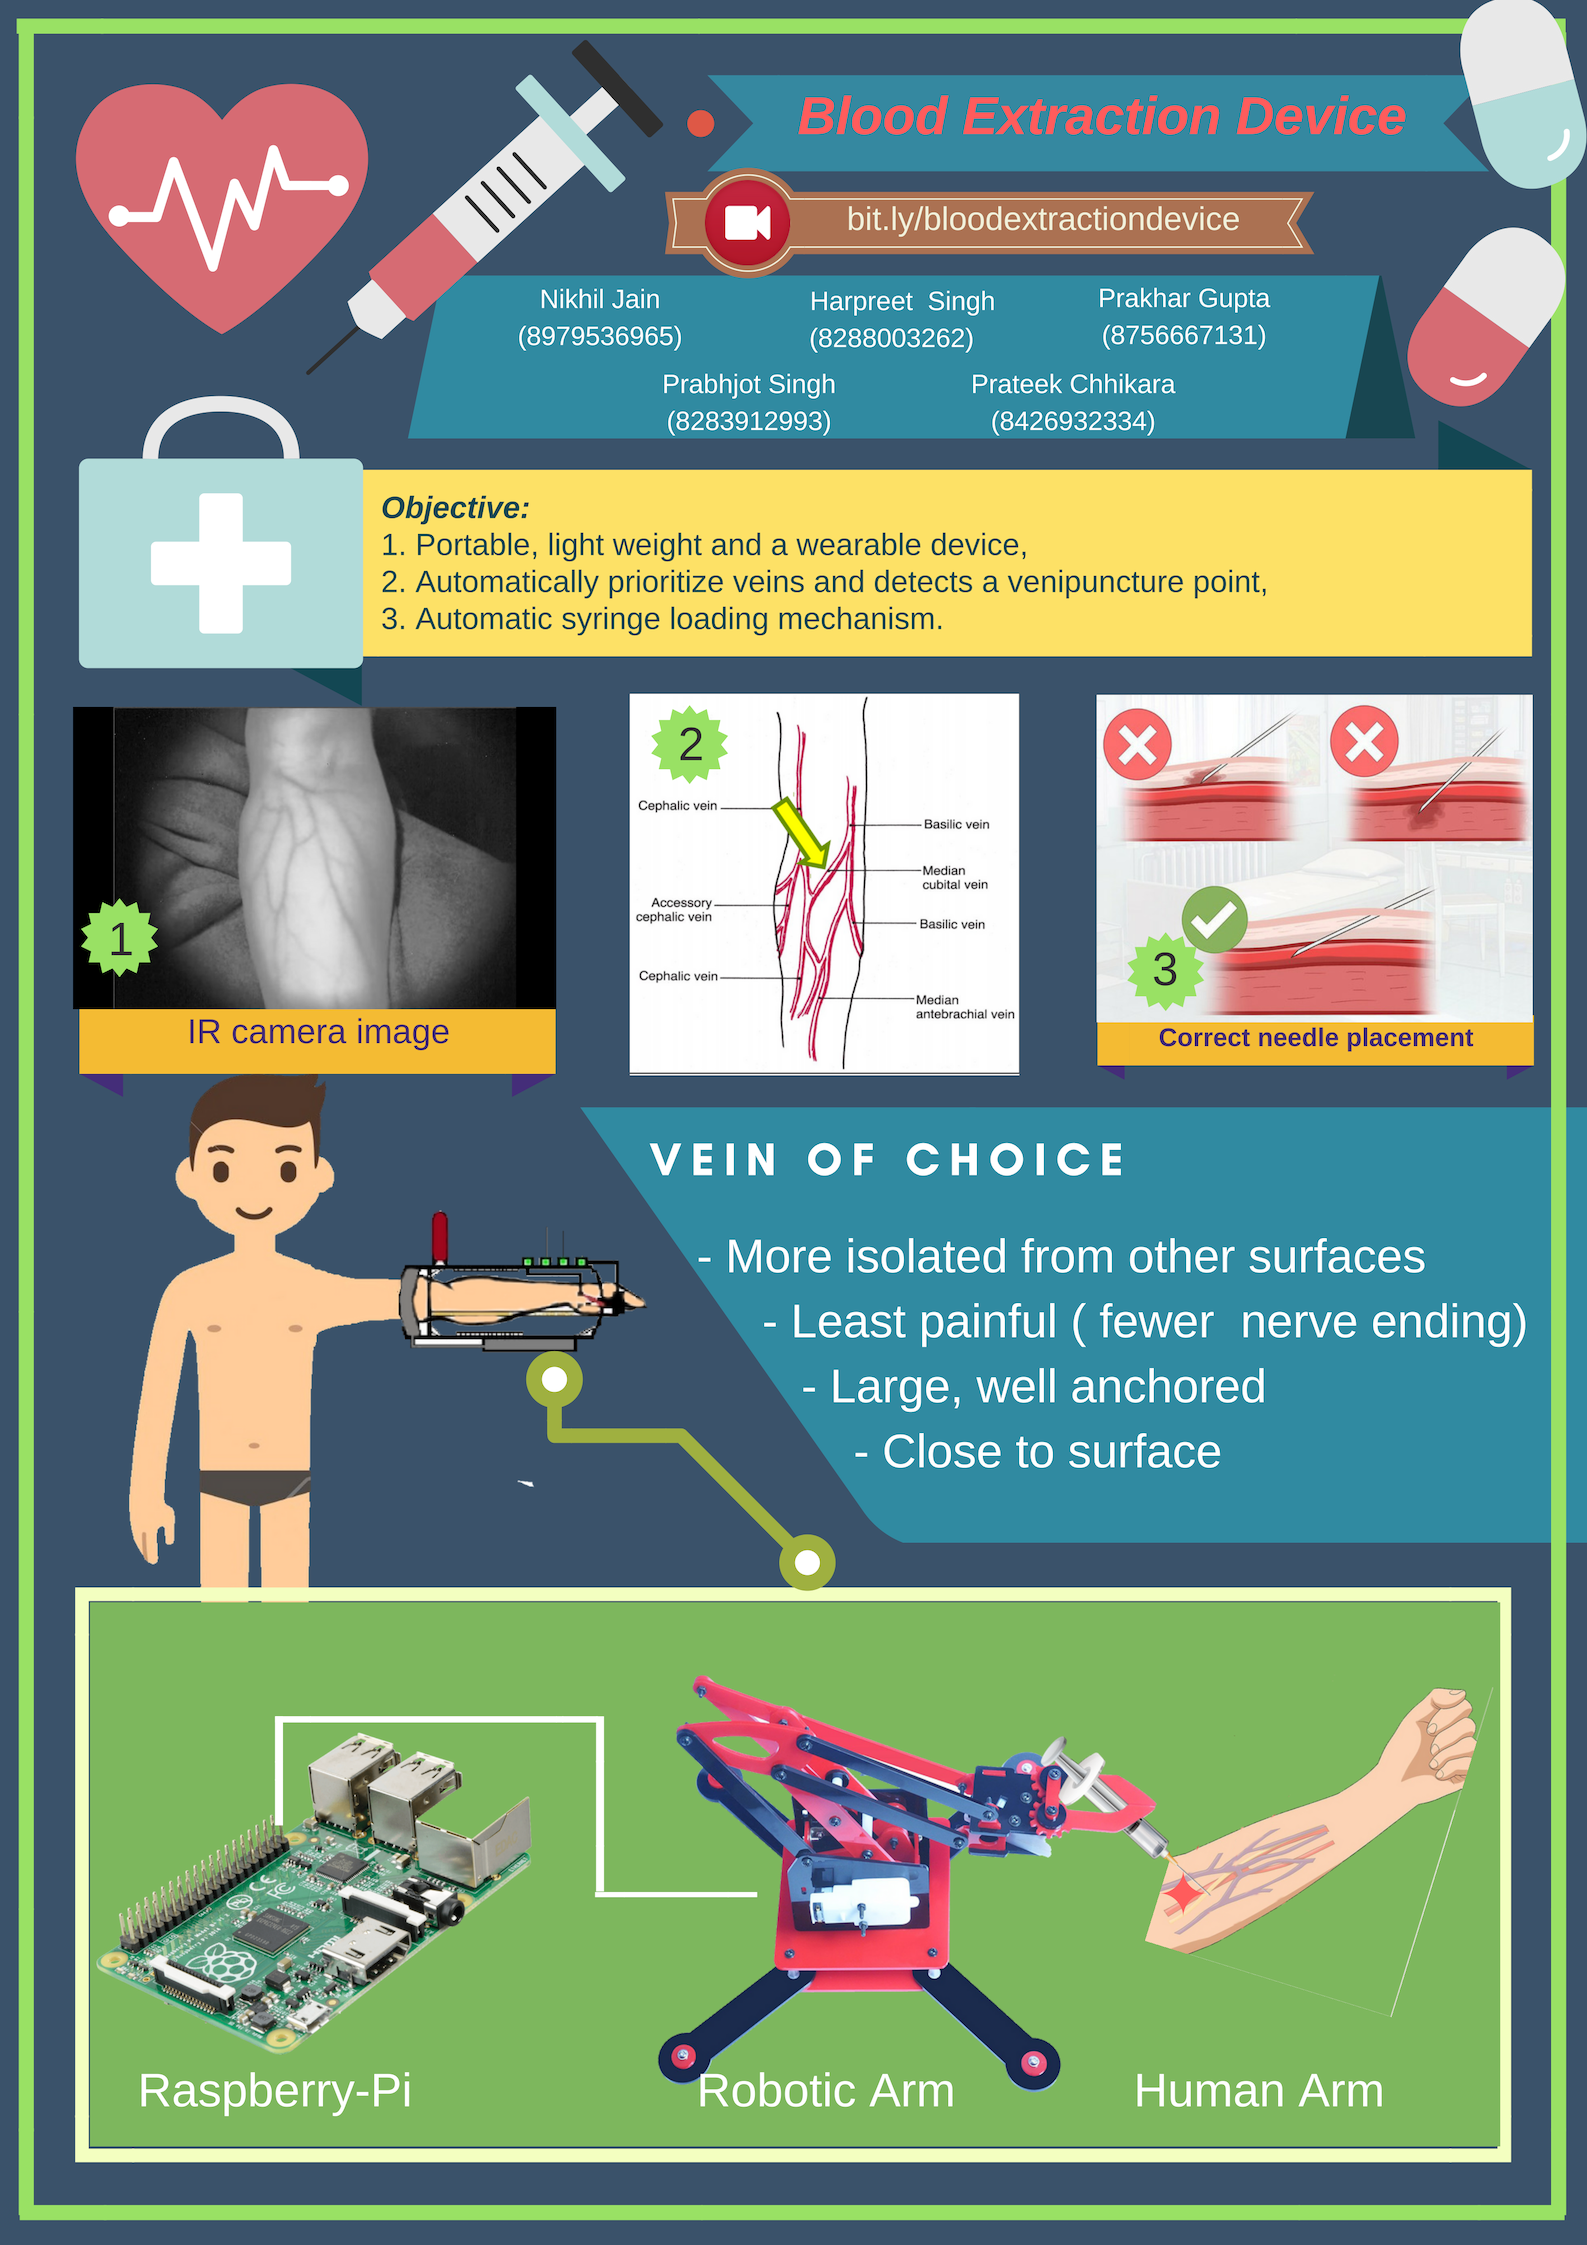 Blood Extraction Device
bit.ly/bloodextractiondevice
Nikhil Jain
(8979536965)
Harpreet  Singh
(8288003262)
Prakhar Gupta
(8756667131)
Prabhjot Singh
(8283912993)
Prateek Chhikara
(8426932334)
Objective:
1. Portable, light weight and a wearable device,
2. Automatically prioritize veins and detects a venipuncture point,
3. Automatic syringe loading mechanism.
1
IR camera image
2
Cephalic vein
Basilic vein
Median
cubital vein
Accessory
cephalic vein
Basilic vein
Cephalic vein
Median
antebrachial vein
3
Correct needle placement
VEIN OF CHOICE
- More isolated from other surfaces
- Least painful ( fewer  nerve ending)
- Large, well anchored
- Close to surface
Raspberry-Pi
Robotic Arm
Human Arm